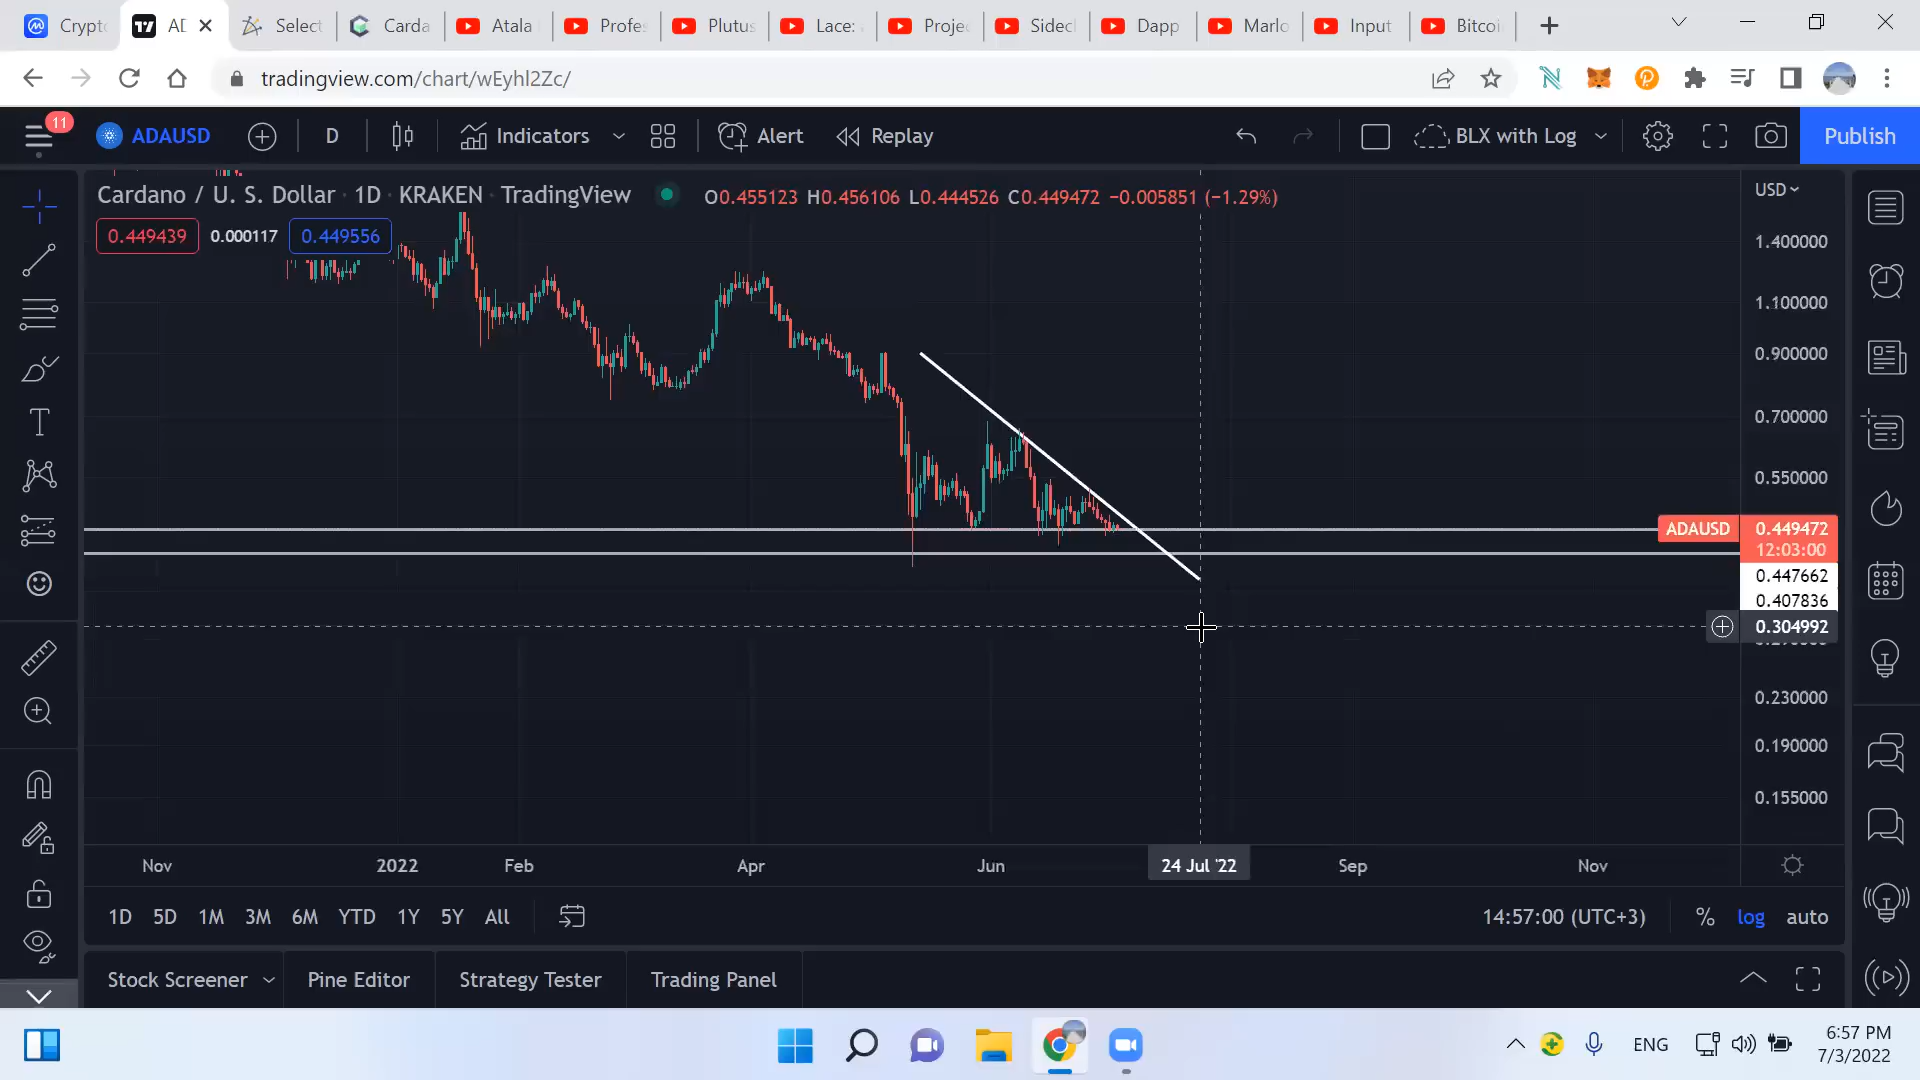 Crypto
AD
Select
Carda
Atala
Profes
Plutus
Lace:
Projec
Sidec
Dapp
Marlo
Input
Bitcoi
tradingview.com/chart/wEyhl2Zc/
11
ADAUSD
D
Indicators
Alert
Replay
BLX with Log
Publish
Cardano / U. S. Dollar · 1D · KRAKEN · TradingView
O0.455123 H0.456106 L0.444526 C0.449472 −0.005851 (−1.29%)
USD
0.449439
0.000117
0.449556
1.400000
1.100000
0.900000
0.700000
0.550000
ADAUSD
0.449472
12:03:00
0.447662
0.407836
0.304992
0.230000
0.190000
0.155000
Nov
2022
Feb
Apr
Jun
24 Jul '22
Sep
Nov
1D 5D 1M 3M 6M YTD 1Y 5Y All
14:57:00 (UTC+3)
%
log
auto
Stock Screener
Pine Editor
Strategy Tester
Trading Panel
ENG
6:57 PM
7/3/2022